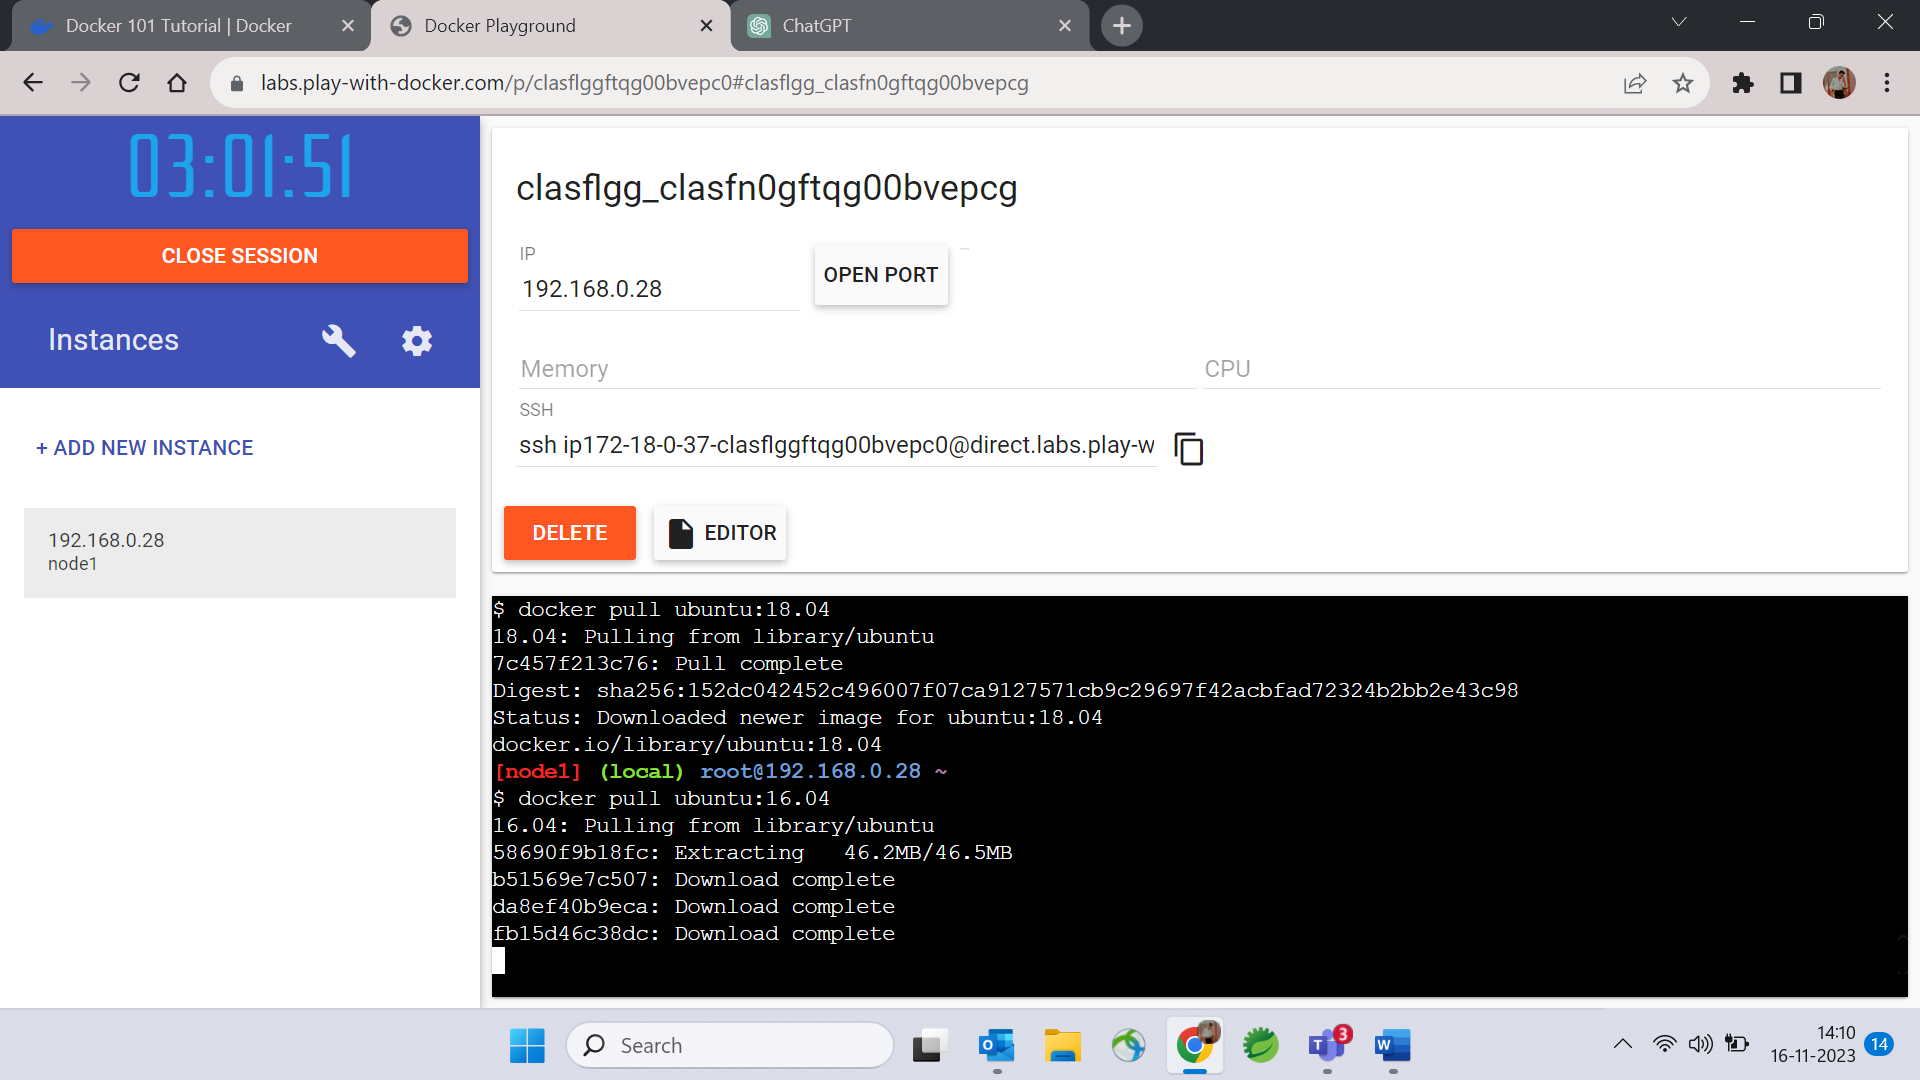 Docker 101 Tutorial | Docker
Docker Playground
ChatGPT
labs.play-with-docker.com/p/clasflggftqg00bvepc0#clasflgg_clasfn0gftqg00bvepcg
03:01:51
CLOSE SESSION
Instances
+ ADD NEW INSTANCE
192.168.0.28
node1
clasflgg_clasfn0gftqg00bvepcg
IP
192.168.0.28
OPEN PORT
Memory
CPU
SSH
ssh ip172-18-0-37-clasflggftqg00bvepc0@direct.labs.play-w
DELETE
EDITOR
$ docker pull ubuntu:18.04
18.04: Pulling from library/ubuntu
7c457f213c76: Pull complete
Digest: sha256:152dc042452c496007f07ca9127571cb9c29697f42acbfad72324b2bb2e43c98
Status: Downloaded newer image for ubuntu:18.04
docker.io/library/ubuntu:18.04
[node1] (local) root@192.168.0.28 ~
$ docker pull ubuntu:16.04
16.04: Pulling from library/ubuntu
58690f9b18fc: Extracting   46.2MB/46.5MB
b51569e7c507: Download complete
da8ef40b9eca: Download complete
fb15d46c38dc: Download complete
Search
3
14:10
16-11-2023
14